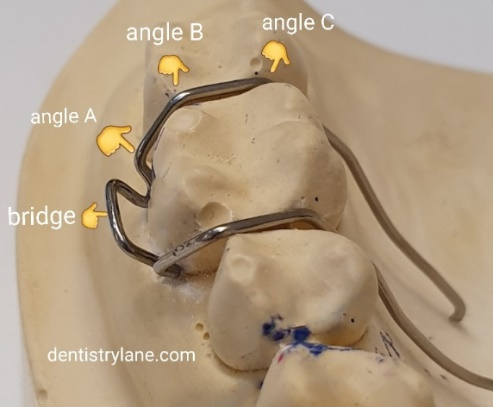 angle C
angle B
angle A
bridge
dentistrylane.com